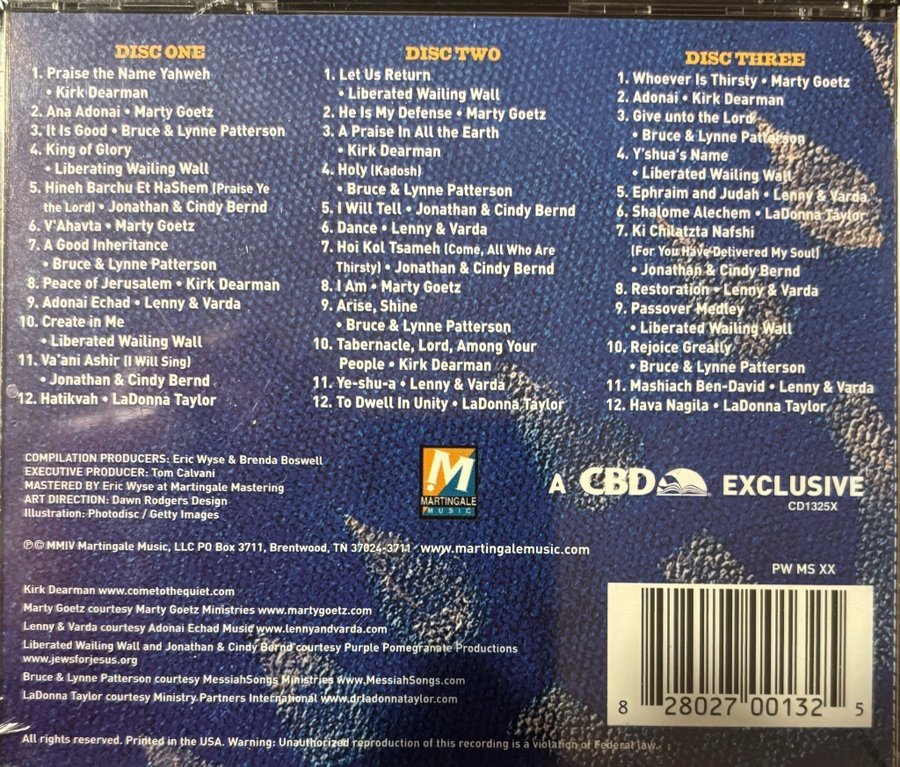 DISC ONE
1. Praise the Name Yahweh
• Kirk Dearman
2. Ana Adonai • Marty Goetz
3. It Is Good • Bruce & Lynne Patterson
4. King of Glory
• Liberating Wailing Wall
5. Hineh Barchu Et HaShem (Praise Ye
the Lord) • Jonathan & Cindy Bernd
6. V'Ahavta • Marty Goetz
7. A Good Inheritance
• Bruce & Lynne Patterson
8. Peace of Jerusalem • Kirk Dearman
9. Adonai Echad • Lenny & Varda
10. Create in Me
• Liberated Wailing Wall
11. Va'ani Ashir (I Will Sing)
• Jonathan & Cindy Bernd
12. Hatikvah • LaDonna Taylor
DISC TWO
1. Let Us Return
• Liberated Wailing Wall
2. He Is My Defense • Marty Goetz
3. A Praise In All the Earth
• Kirk Dearman
4. Holy (Kadosh)
• Bruce & Lynne Patterson
5. I Will Tell • Jonathan & Cindy Bernd
6. Dance • Lenny & Varda
7. Hoi Kol Tsameh (Come, All Who Are
Thirsty) • Jonathan & Cindy Bernd
8. I Am • Marty Goetz
9. Arise, Shine
• Bruce & Lynne Patterson
10. Tabernacle, Lord, Among Your
People • Kirk Dearman
11. Ye-shu-a • Lenny & Varda
12. To Dwell In Unity • LaDonna Taylor
DISC THREE
1. Whoever Is Thirsty • Marty Goetz
2. Adonai • Kirk Dearman
3. Give unto the Lord
• Bruce & Lynne Patterson
4. Y'shua's Name
• Liberated Wailing Wall
5. Ephraim and Judah • Lenny & Varda
6. Shalome Alechem • LaDonna Taylor
7. Ki Chilatzta Nafshi
(For You Have Delivered My Soul)
• Jonathan & Cindy Bernd
8. Restoration • Lenny & Varda
9. Passover Medley
• Liberated Wailing Wall
10. Rejoice Greatly
• Bruce & Lynne Patterson
11. Mashiach Ben-David • Lenny & Varda
12. Hava Nagila • LaDonna Taylor
COMPILATION PRODUCERS: Eric Wyse & Brenda Boswell
EXECUTIVE PRODUCER: Tom Calvani
MASTERED BY Eric Wyse at Martingale Mastering
ART DIRECTION: Dawn Rodgers Design
Illustration: Photodisc / Getty Images
M
MARTINGALE
MUSIC
A CBD EXCLUSIVE
CD1325X
℗© MMIV Martingale Music, LLC PO Box 3711, Brentwood, TN 37024-3711 www.martingalemusic.com
PW MS XX
Kirk Dearman www.cometothequiet.com
Marty Goetz courtesy Marty Goetz Ministries www.martygoetz.com
Lenny & Varda courtesy Adonai Echad Music www.lennyandvarda.com
Liberated Wailing Wall and Jonathan & Cindy Bernd courtesy Purple Pomegranate Productions
www.jewsforjesus.org
Bruce & Lynne Patterson courtesy MessiahSongs Ministries www.MessiahSongs.com
LaDonna Taylor courtesy Ministry Partners International www.drladonnataylor.com
8 28027 00132 5
All rights reserved. Printed in the USA. Warning: Unauthorized reproduction of this recording is a violation of Federal law.